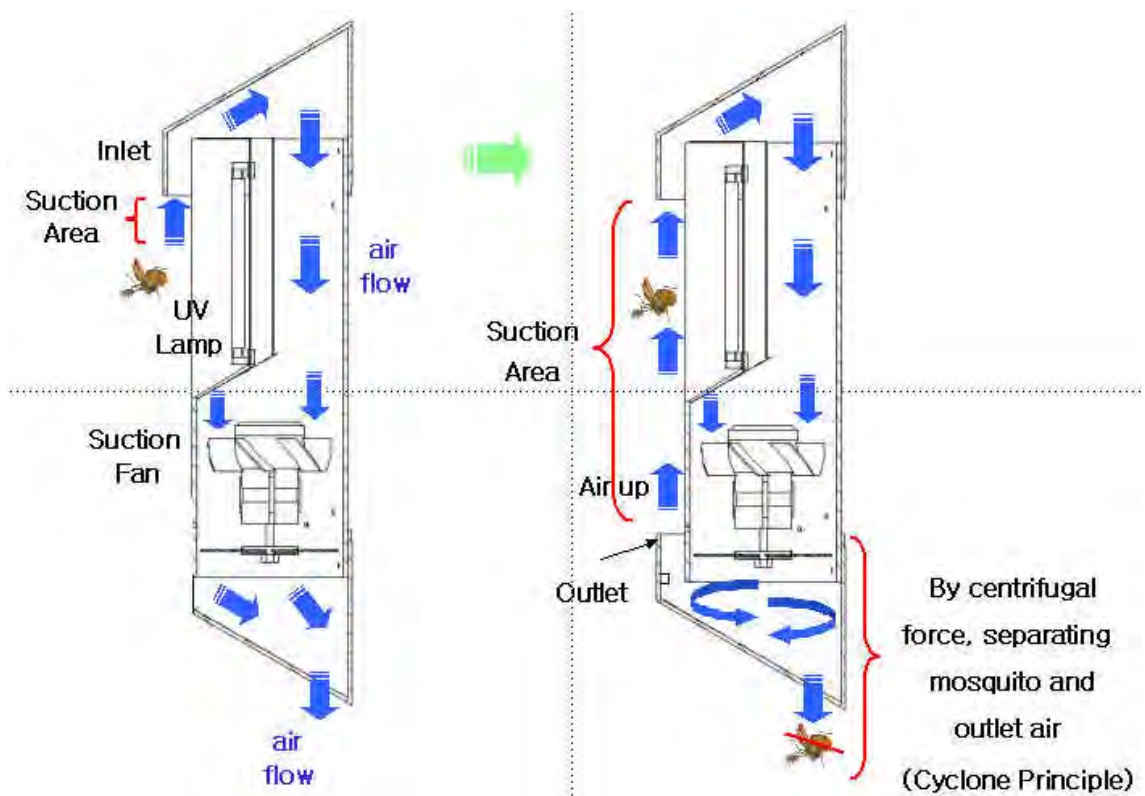 Inlet
Suction
Area
air
flow
UV
Lamp
Suction
Fan
air
flow
Suction
Area
Air up
Outlet
By centrifugal
force, separating
mosquito and
outlet air
(Cyclone Principle)